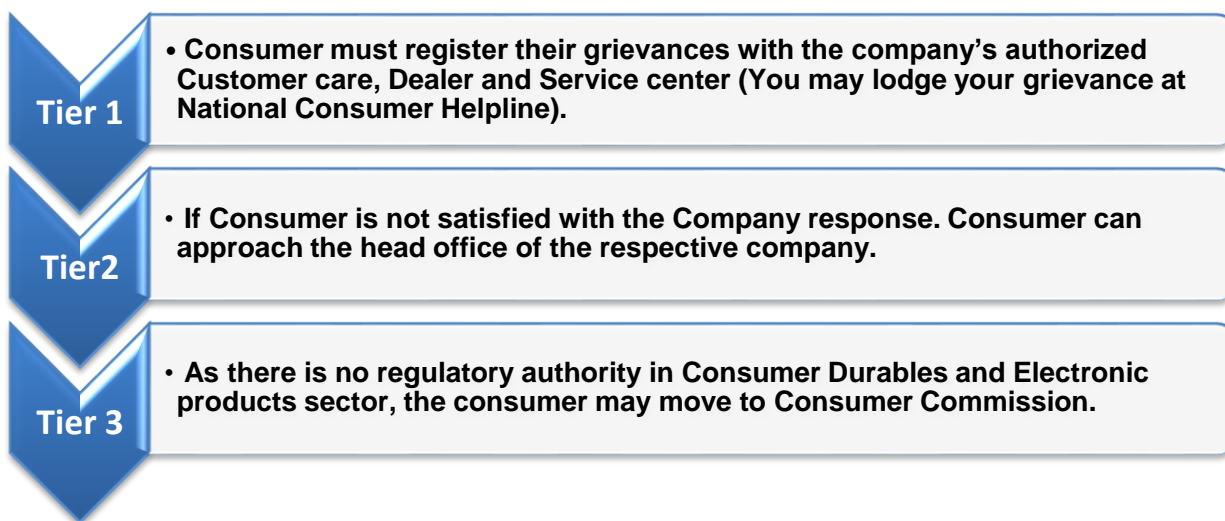 Tier 1
• Consumer must register their grievances with the company's authorized
Customer care, Dealer and Service center (You may lodge your grievance at
National Consumer Helpline).
Tier2
• If Consumer is not satisfied with the Company response. Consumer can
approach the head office of the respective company.
Tier 3
• As there is no regulatory authority in Consumer Durables and Electronic
products sector, the consumer may move to Consumer Commission.